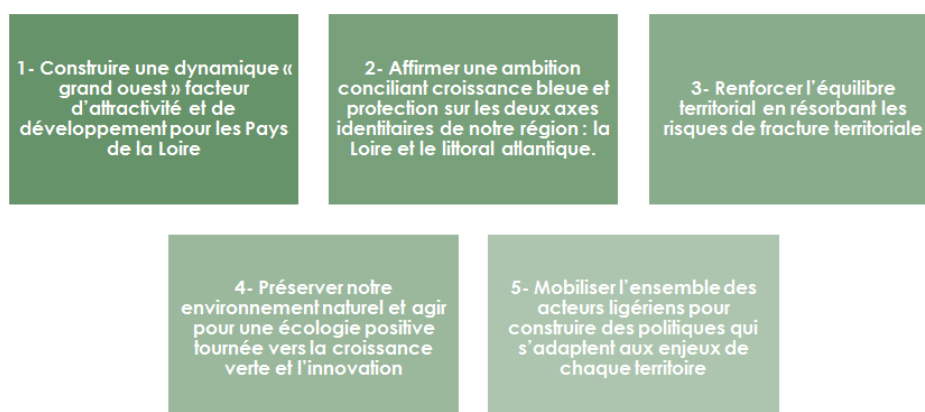 1- Construire une dynamique «
grand ouest » facteur
d'attractivité et de
développement pour les Pays
de la Loire
2- Affirmer une ambition
conciliant croissance bleue et
protection sur les deux axes
identitaires de notre région : la
Loire et le littoral atlantique.
3- Renforcer l'équilibre
territorial en résorbant les
risques de fracture territoriale
4- Préserver notre
environnement naturel et agir
pour une écologie positive
tournée vers la croissance
verte et l'innovation
5- Mobiliser l'ensemble des
acteurs ligériens pour
construire des politiques qui
s'adaptent aux enjeux de
chaque territoire